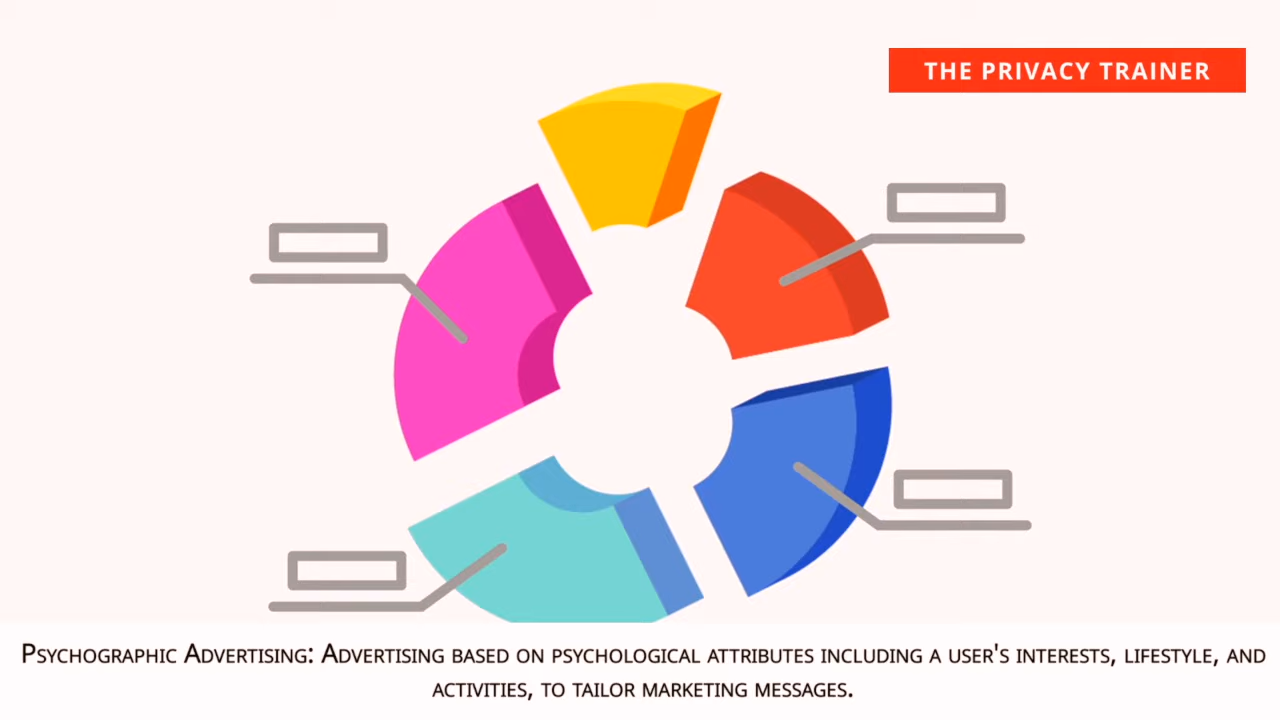 THE PRIVACY TRAINER
Psychographic Advertising: Advertising based on psychological attributes including a user's interests, lifestyle, and
activities, to tailor marketing messages.